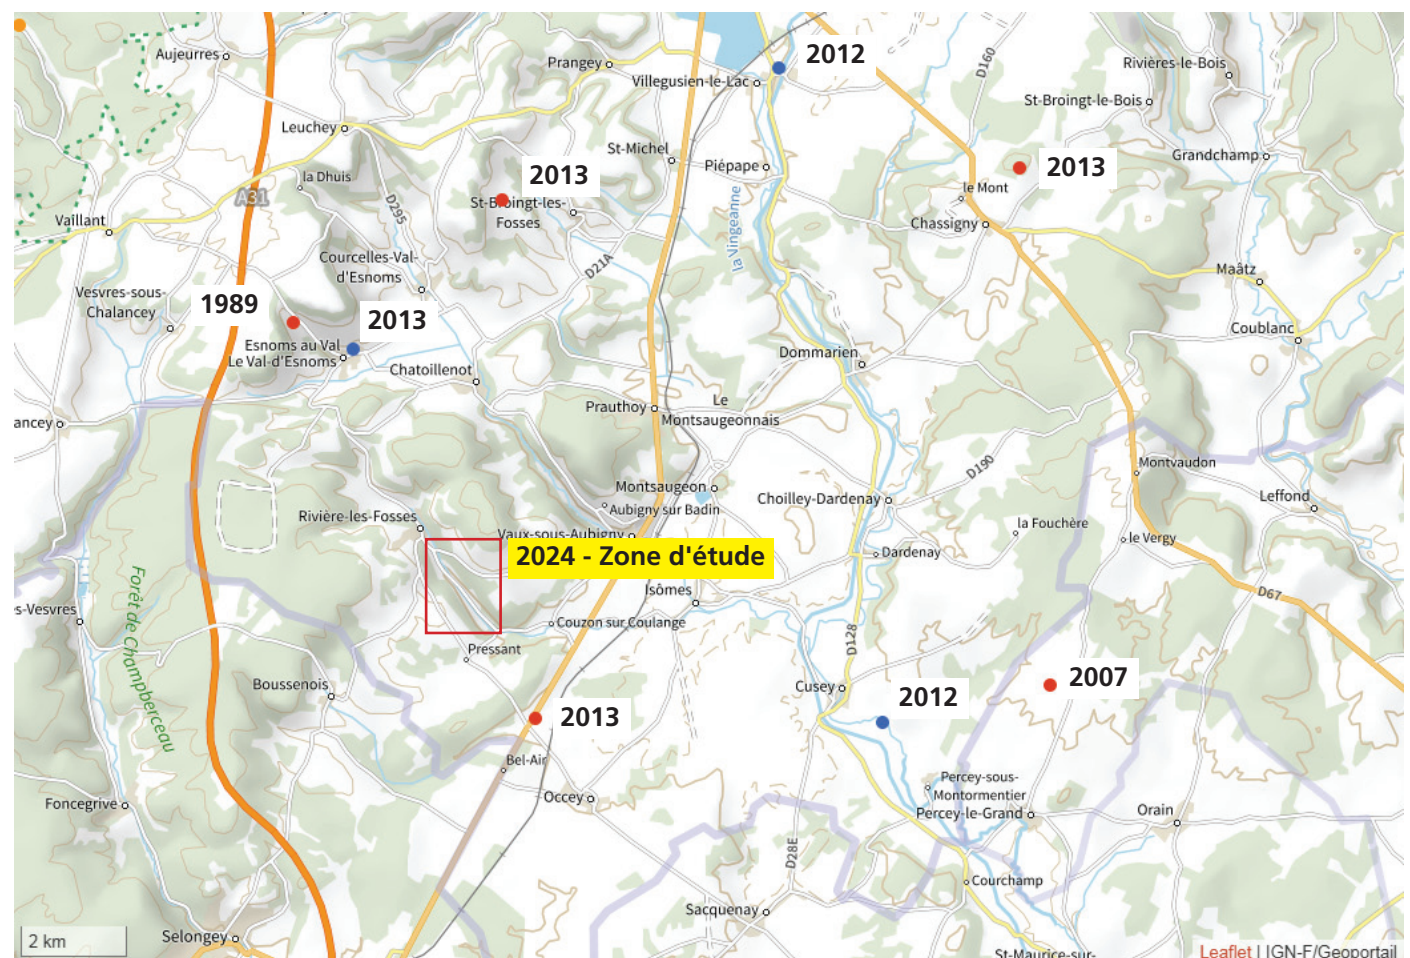 2012
Aujeurres
Prangey
Villegusien-le-Lac
D160
Rivières-le-Bois
St-Broingt-le-Bois
Leuchey
St-Michel
Piépape
Grandchamp
2013
2013
la Dhuis
A31
D295
St-Broingt-les-
Fosses
le Mont
Chassigny
Vaillant
la Vingeanne
Courcelles-Val-
d'Esnoms
D21A
Maâtz
Vesvres-sous-
Chalancey
1989
2013
Coublanc
Esnoms au Val
Le Val-d'Esnoms
Chatoillenot
Dommarien
ancey
Prauthoy
Le
Montsaugeonnais
Montvaudon
D190
Montsaugeon
Choilley-Dardenay
Leffond
Aubigny sur Badin
Rivière-les-Fosses
la Fouchère
Vaux-sous-Aubigny
le Vergy
2024 - Zone d'étude
Dardenay
Isômes
D67
s-Vesvres
Forêt de Champberceau
Couzon sur Coulange
D128
Pressant
Boussenois
Cusey
2012
2007
2013
Bel-Air
Occey
Percey-sous-
Montormentier
Percey-le-Grand
Orain
Foncegrive
D28E
Courchamp
Sacquenay
Selongey
2 km
St-Maurice-sur-
Leaflet | IGN-F/Geoportail